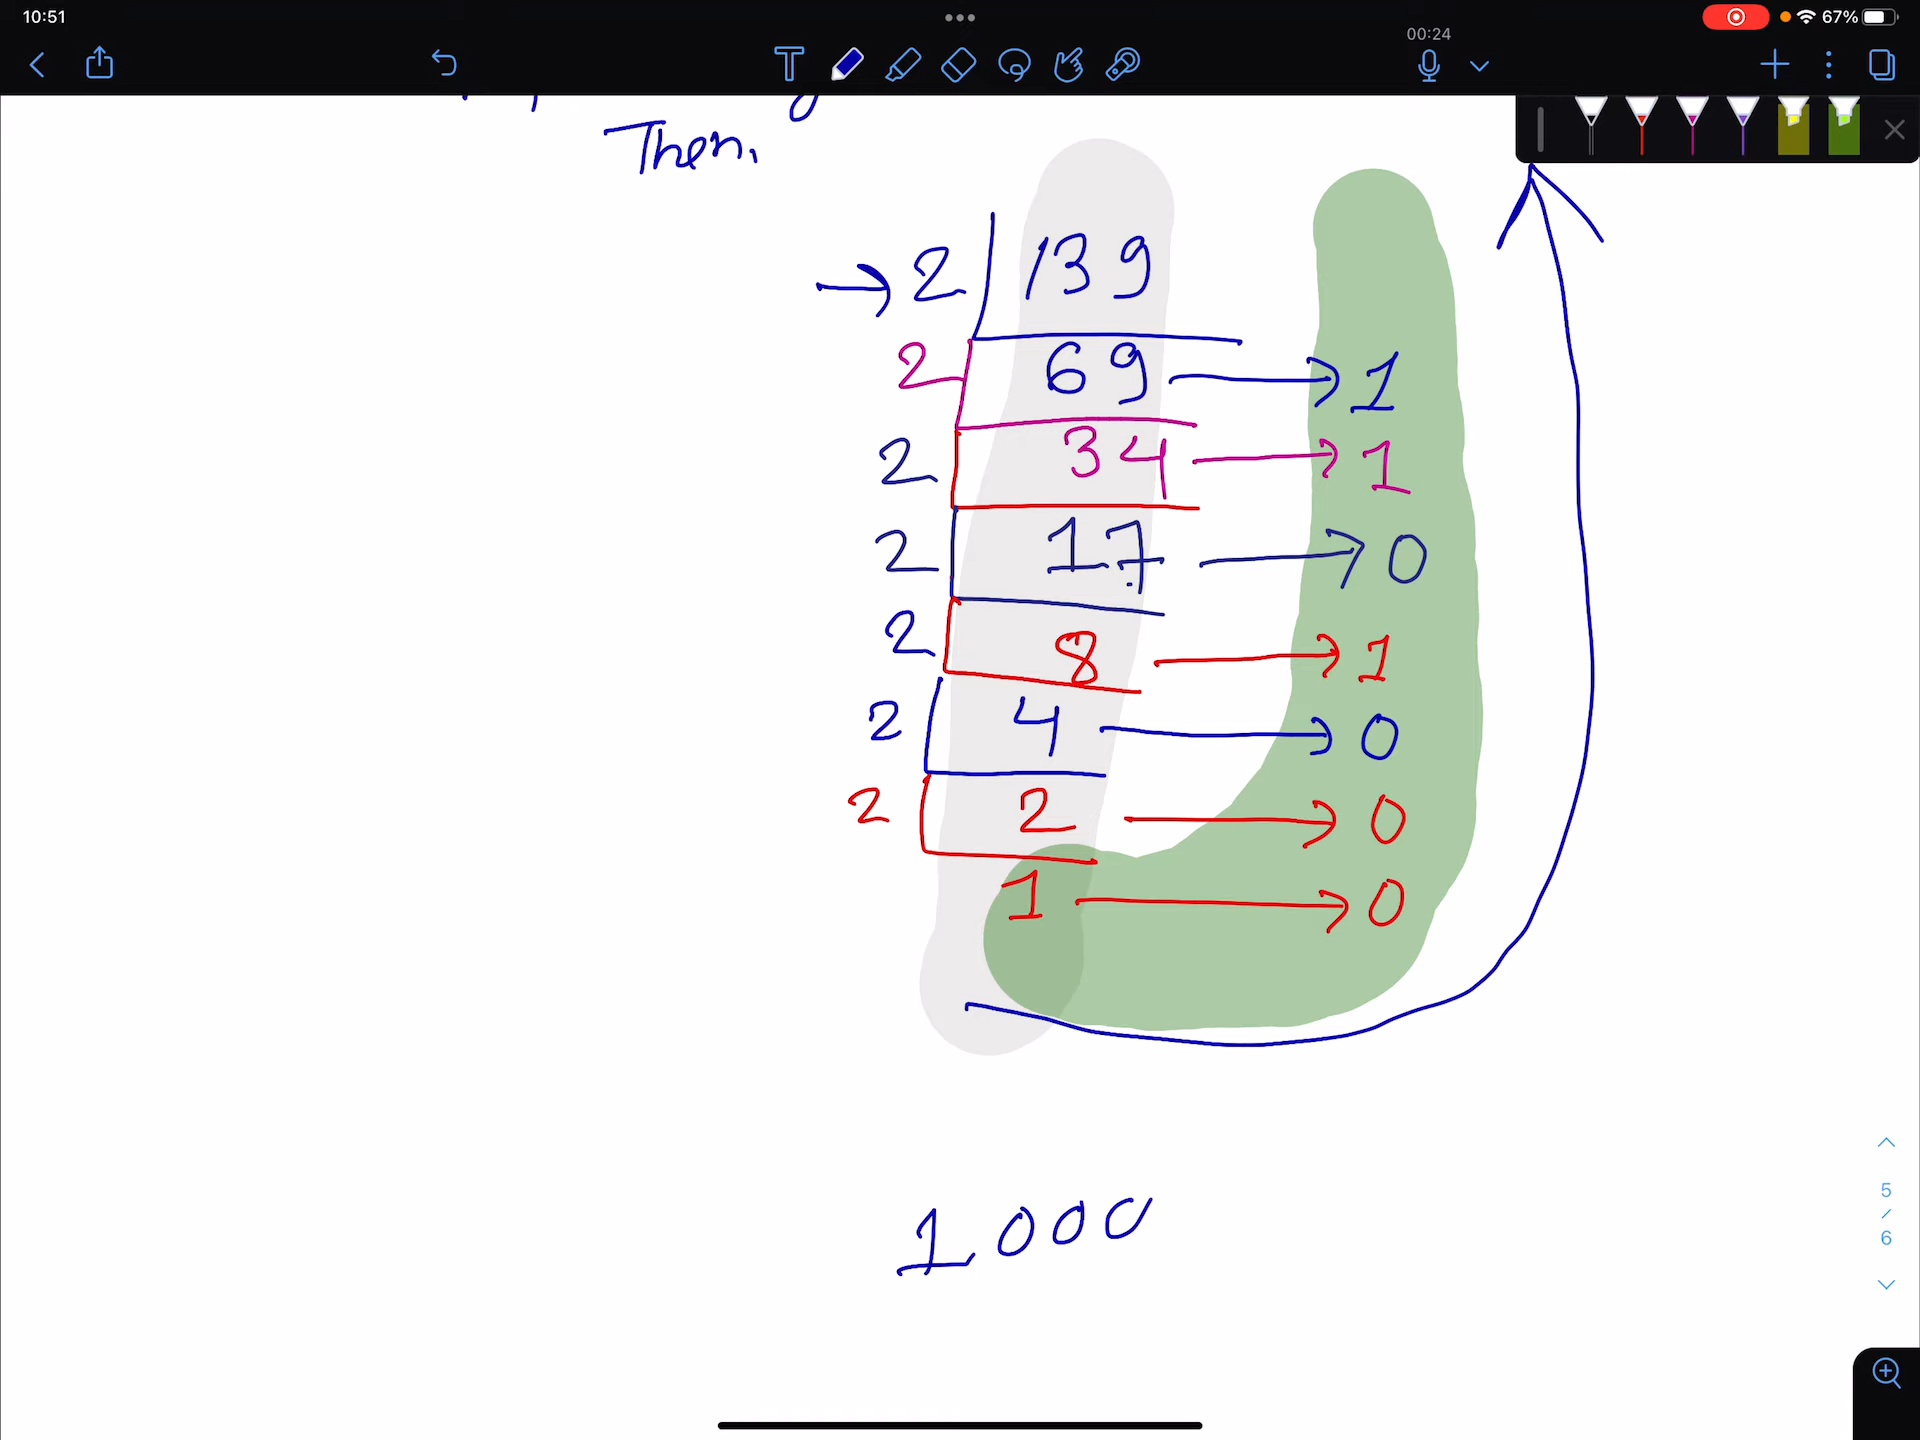 10:51
67%
00:24
T
Then,
→ 2 139
2 69 → 1
2 34 → 1
2 17 → 0
2 8 → 1
2 4 → 0
2 2 → 0
1 → 0
1000
5
/
6